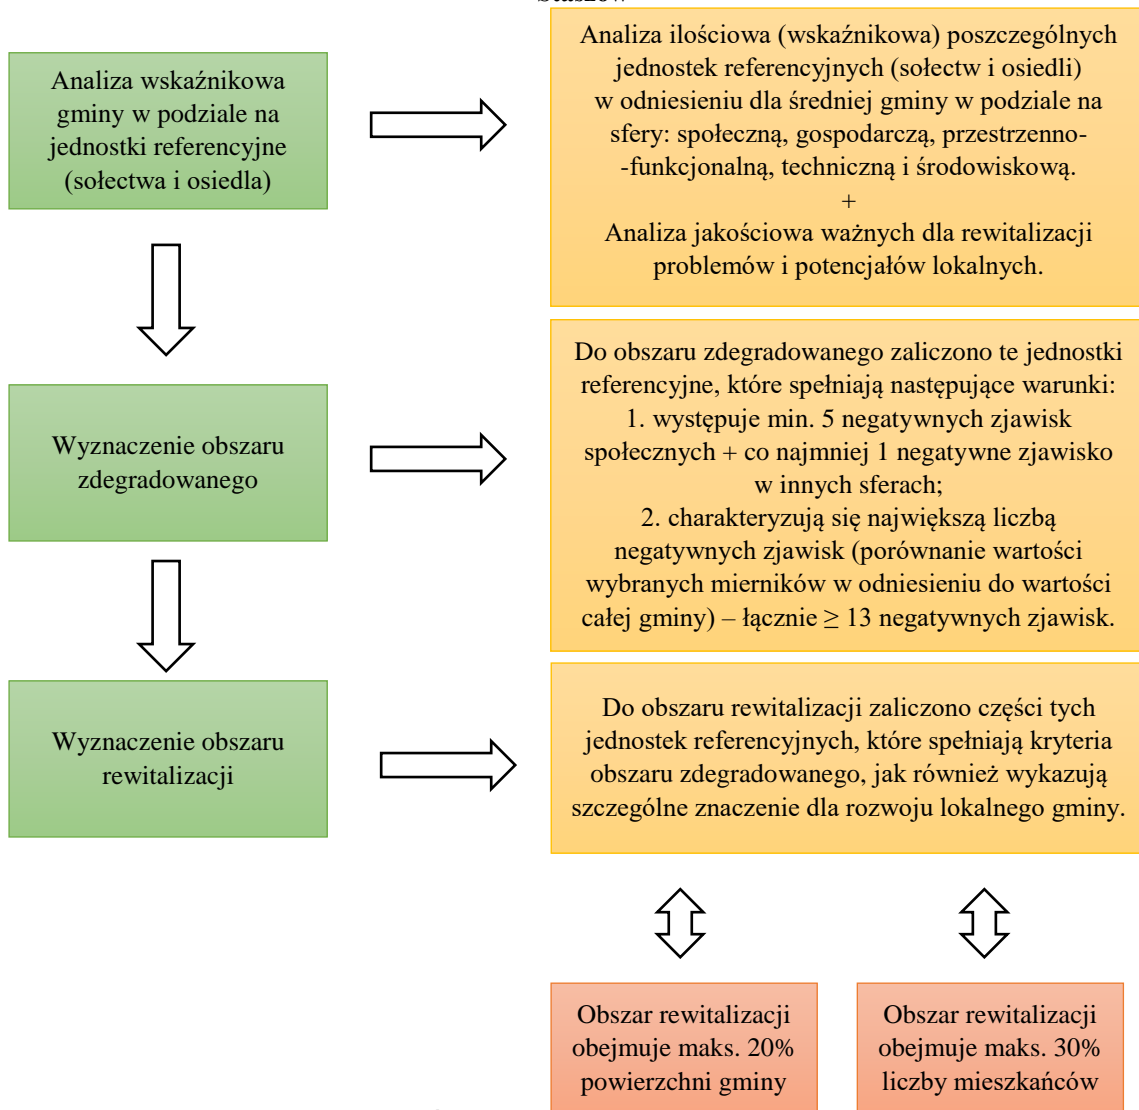 Analiza wskaźnikowa
gminy w podziale na
jednostki referencyjne
(sołectwa i osiedla)
Analiza ilościowa (wskaźnikowa) poszczególnych
jednostek referencyjnych (sołectw i osiedli)
w odniesieniu dla średniej gminy w podziale na
sfery: społeczną, gospodarczą, przestrzenno-
-funkcjonalną, techniczną i środowiskową.
+
Analiza jakościowa ważnych dla rewitalizacji
problemów i potencjałów lokalnych.
Wyznaczenie obszaru
zdegradowanego
Do obszaru zdegradowanego zaliczono te jednostki
referencyjne, które spełniają następujące warunki:
1. występuje min. 5 negatywnych zjawisk
społecznych + co najmniej 1 negatywne zjawisko
w innych sferach;
2. charakteryzują się największą liczbą
negatywnych zjawisk (porównanie wartości
wybranych mierników w odniesieniu do wartości
całej gminy) – łącznie ≥ 13 negatywnych zjawisk.
Wyznaczenie obszaru
rewitalizacji
Do obszaru rewitalizacji zaliczono części tych
jednostek referencyjnych, które spełniają kryteria
obszaru zdegradowanego, jak również wykazują
szczególne znaczenie dla rozwoju lokalnego gminy.
Obszar rewitalizacji
obejmuje maks. 20%
powierzchni gminy
Obszar rewitalizacji
obejmuje maks. 30%
liczby mieszkańców